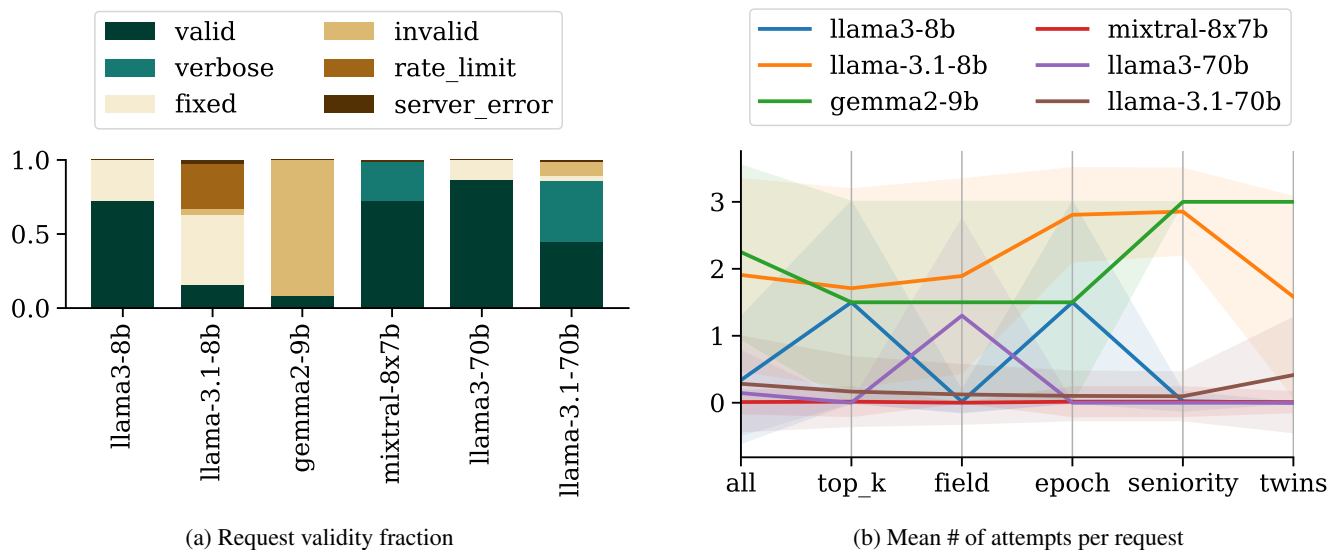 valid
verbose
fixed
invalid
rate_limit
server_error
1.0
0.5
0.0
llama3-8b
llama-3.1-8b
gemma2-9b
mixtral-8x7b
llama3-70b
llama-3.1-70b
(a) Request validity fraction
llama3-8b
llama-3.1-8b
gemma2-9b
mixtral-8x7b
llama3-70b
llama-3.1-70b
3
2
1
0
all
top_k
field
epoch
seniority
twins
(b) Mean # of attempts per request